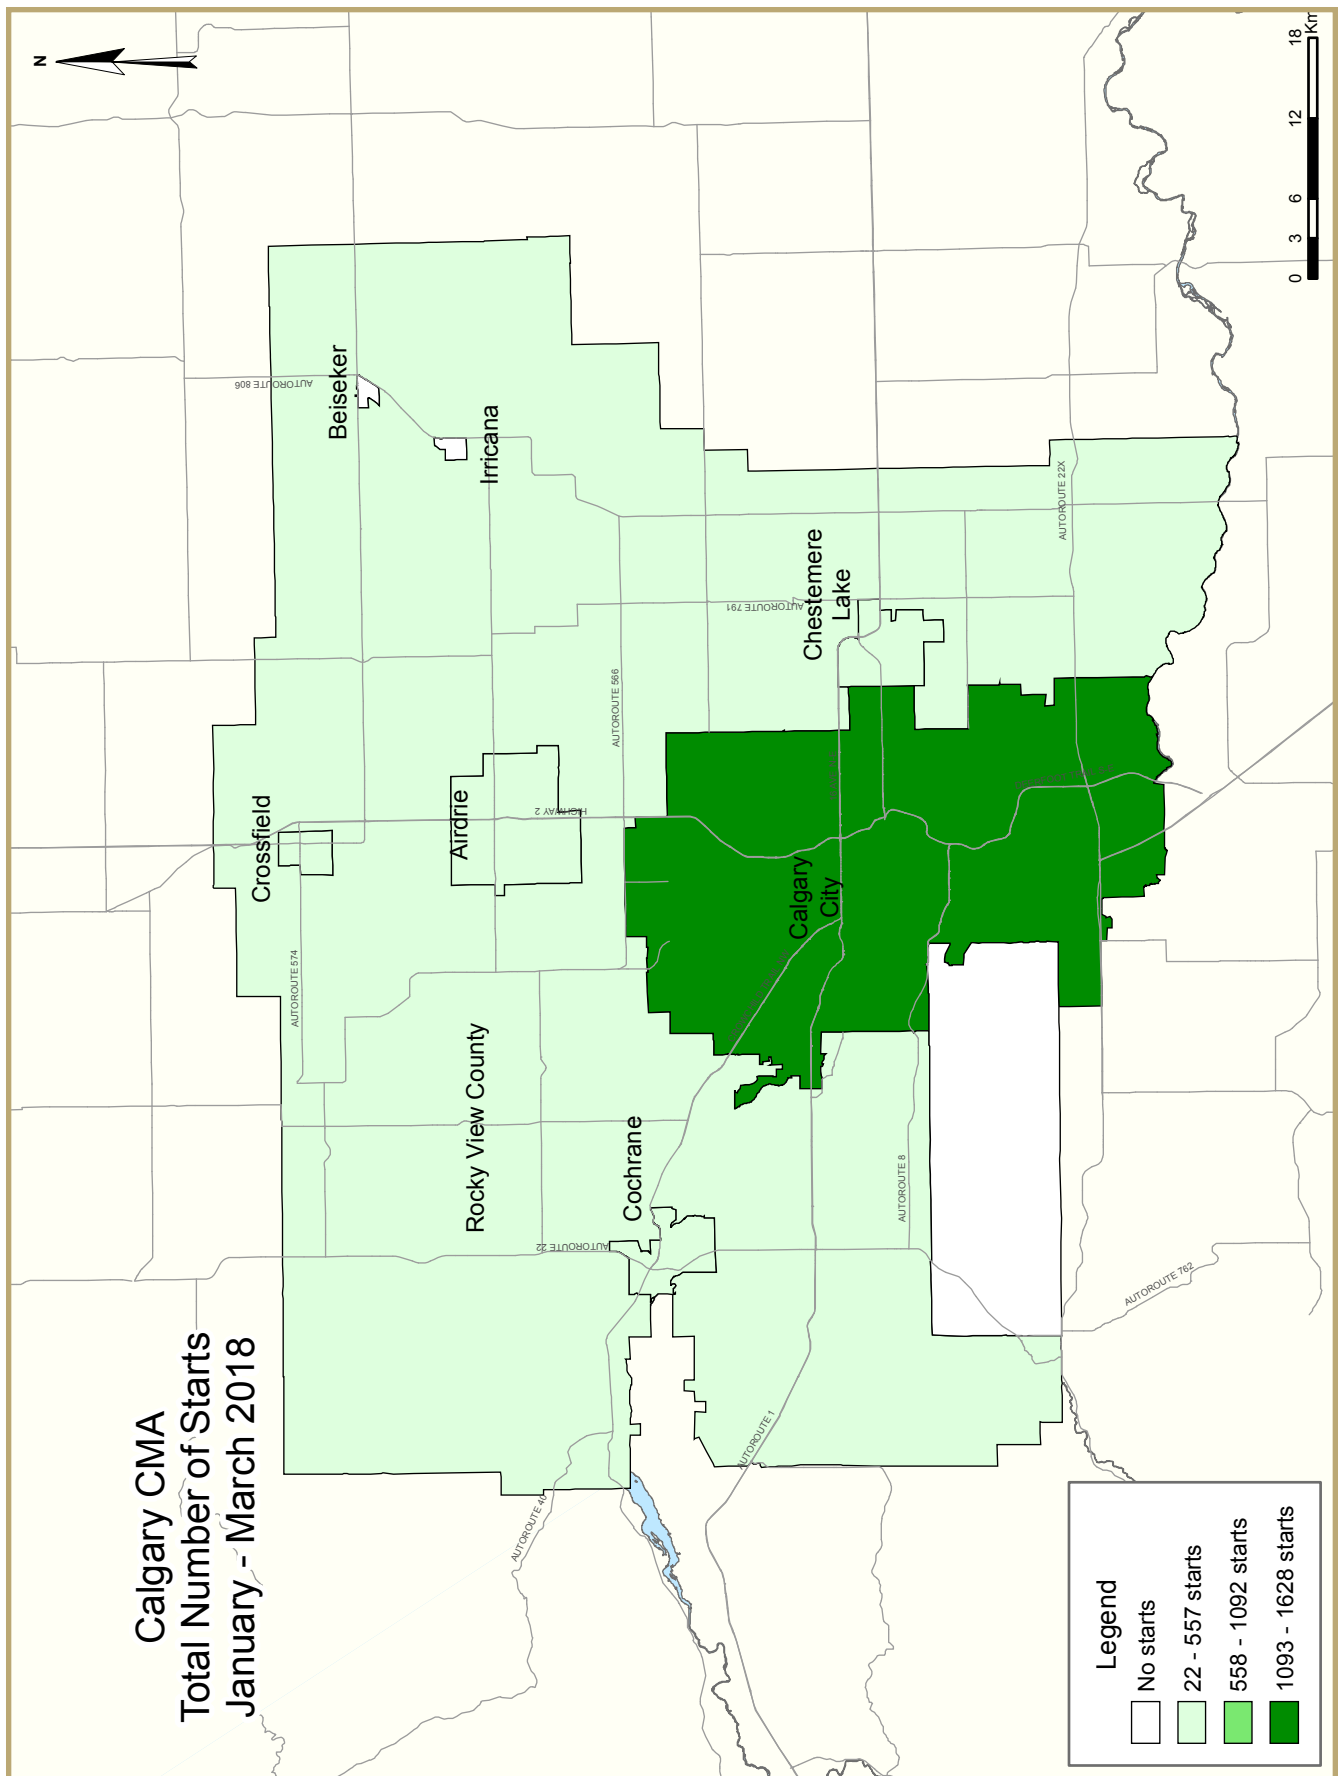 Calgary CMA
Total Number of Starts
January - March 2018
N
Beiseker
Irricana
Crossfield
Airdrie
Rocky View County
Cochrane
Chestemere
Lake
Calgary
City
AUTOROUTE 806
AUTOROUTE 574
AUTOROUTE 566
HIGHWAY 2
AUTOROUTE 791
AUTOROUTE 22X
AUTOROUTE 22
AUTOROUTE 8
AUTOROUTE 762
AUTOROUTE 1
AUTOROUTE 40
Legend
No starts
22 - 557 starts
558 - 1092 starts
1093 - 1628 starts
0 3 6 12 18
Km